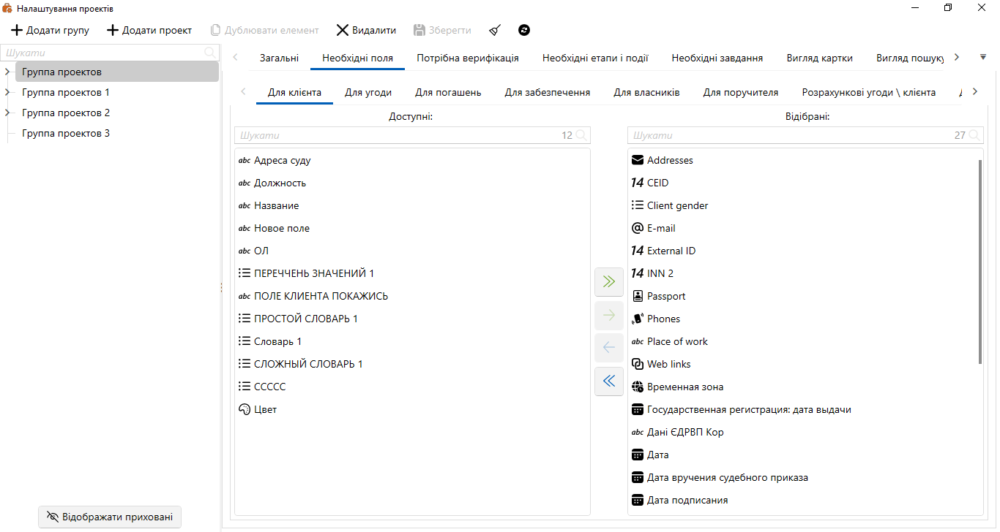 Налаштування проектів
Додати групу Додати проект Дублювати елемент Видалити Зберегти
Шукати
Группа проектов
Группа проектов 1
Группа проектов 2
Группа проектов 3
Відображати приховані
Загальні Необхідні поля Потрібна верифікація Необхідні етапи і події Необхідні завдання Вигляд картки Вигляд пошуку
Для клієнта Для угоди Для погашень Для забезпечення Для власників Для поручителя Розрахункові угоди \ клієнта
Доступні:
Шукати 12
abc Адреса суду
abc Должность
abc Название
abc Новое поле
abc ОЛ
ПЕРЕЧЧЕНЬ ЗНАЧЕНИЙ 1
abc ПОЛЕ КЛИЕНТА ПОКАЖИСЬ
ПРОСТОЙ СЛОВАРЬ 1
Словарь 1
СЛОЖНЫЙ СЛОВАРЬ 1
ССССС
Цвет
Відібрані:
Шукати 27
Addresses
14 CEID
Client gender
@ E-mail
14 External ID
14 INN 2
Passport
Phones
abc Place of work
Web links
Временная зона
Государственная регистрация: дата выдачи
abc Дані ЄДРВП Кор
Дата
Дата вручения судебного приказа
Дата подписания